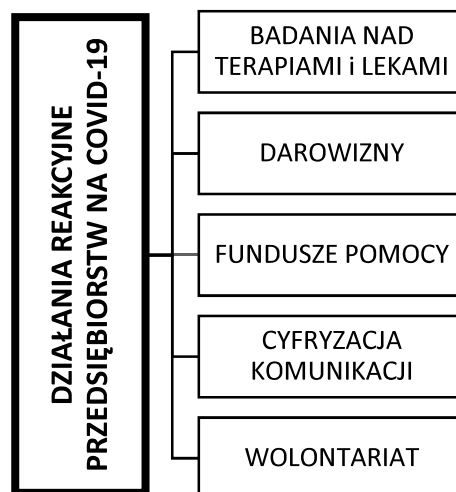 DZIAŁANIA REAKCYJNE
PRZEDSIĘBIORSTW NA COVID-19
BADANIA NAD
TERAPIAMI i LEKAMI
DAROWIZNY
FUNDUSZE POMOCY
CYFRYZACJA
KOMUNIKACJI
WOLONTARIAT